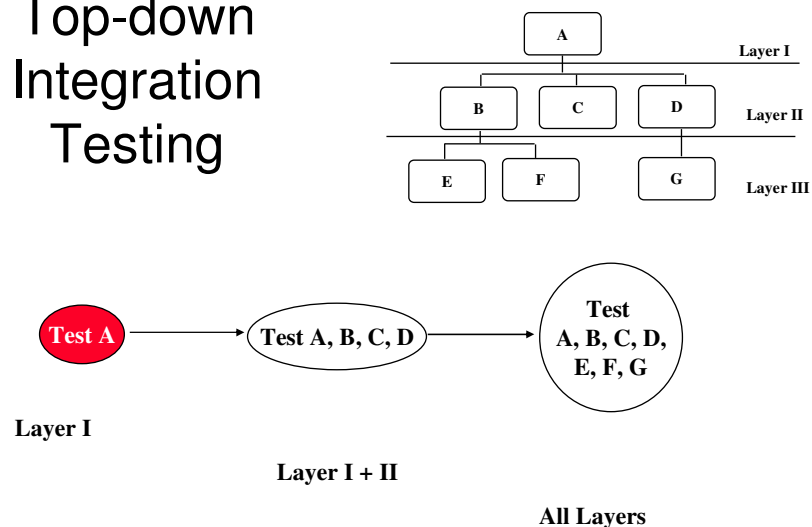 Top-down
Integration
Testing
A
Layer I
B
C
D
Layer II
E
F
G
Layer III
Test A
Test A, B, C, D
Test
A, B, C, D,
E, F, G
Layer I
Layer I + II
All Layers